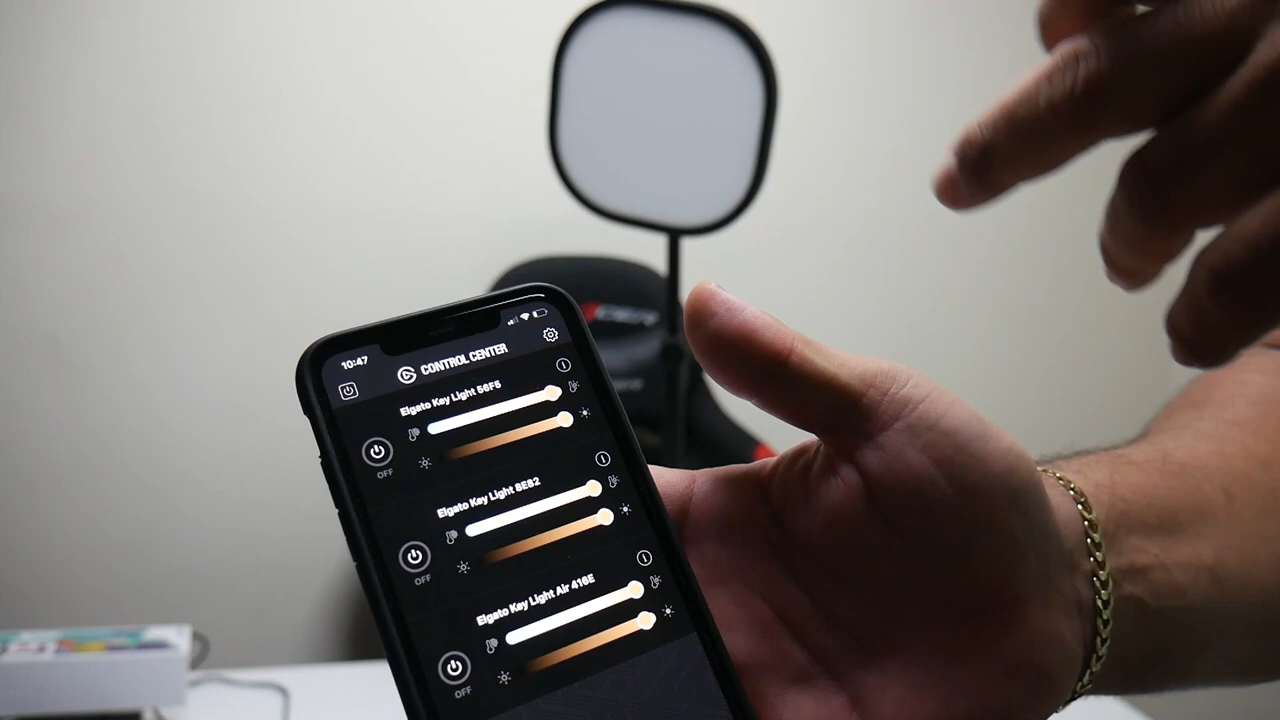 10:47
CONTROL CENTER
Elgato Key Light 56F5
OFF
Elgato Key Light 8E82
OFF
Elgato Key Light Air 416E
OFF